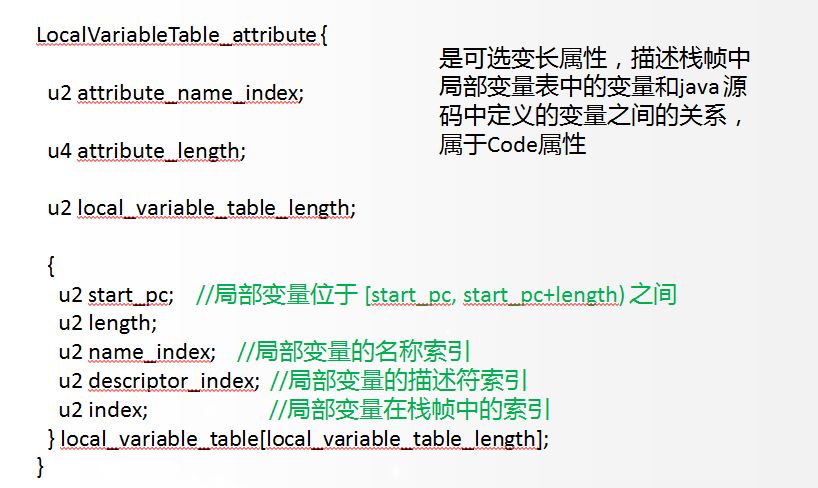 LocalVariableTable_attribute{
u2 attribute_name_index;
u4 attribute_length;
u2 local_variable_table_length;
{
u2 start_pc; //局部变量位于 [start_pc, start_pc+length) 之间
u2 length;
u2 name_index; //局部变量的名称索引
u2 descriptor_index; //局部变量的描述符索引
u2 index; //局部变量在栈帧中的索引
} local_variable_table[local_variable_table_length];
}
是可选变长属性，描述栈帧中
局部变量表中的变量和java 源
码中定义的变量之间的关系，
属于Code属性